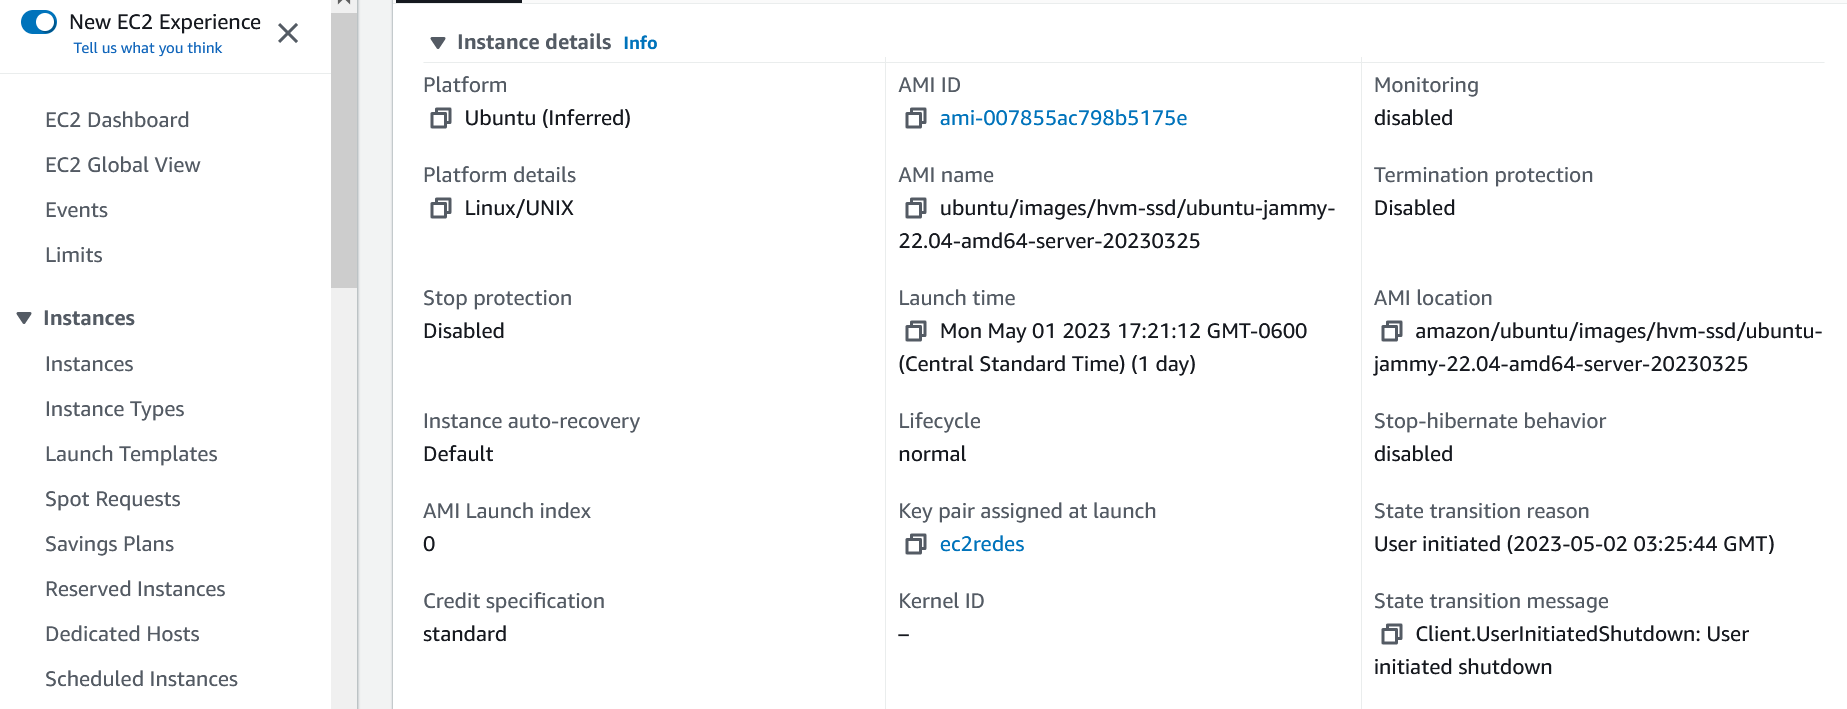 New EC2 Experience
Tell us what you think
EC2 Dashboard
EC2 Global View
Events
Limits
Instances
Instances
Instance Types
Launch Templates
Spot Requests
Savings Plans
Reserved Instances
Dedicated Hosts
Scheduled Instances
Instance details Info
Platform
Ubuntu (Inferred)
AMI ID
ami-007855ac798b5175e
Monitoring
disabled
Platform details
Linux/UNIX
AMI name
ubuntu/images/hvm-ssd/ubuntu-jammy-
22.04-amd64-server-20230325
Termination protection
Disabled
Stop protection
Disabled
Launch time
Mon May 01 2023 17:21:12 GMT-0600
(Central Standard Time) (1 day)
AMI location
amazon/ubuntu/images/hvm-ssd/ubuntu-
jammy-22.04-amd64-server-20230325
Instance auto-recovery
Default
Lifecycle
normal
Stop-hibernate behavior
disabled
AMI Launch index
0
Key pair assigned at launch
ec2redes
State transition reason
User initiated (2023-05-02 03:25:44 GMT)
Credit specification
standard
Kernel ID
–
State transition message
Client.UserInitiatedShutdown: User
initiated shutdown